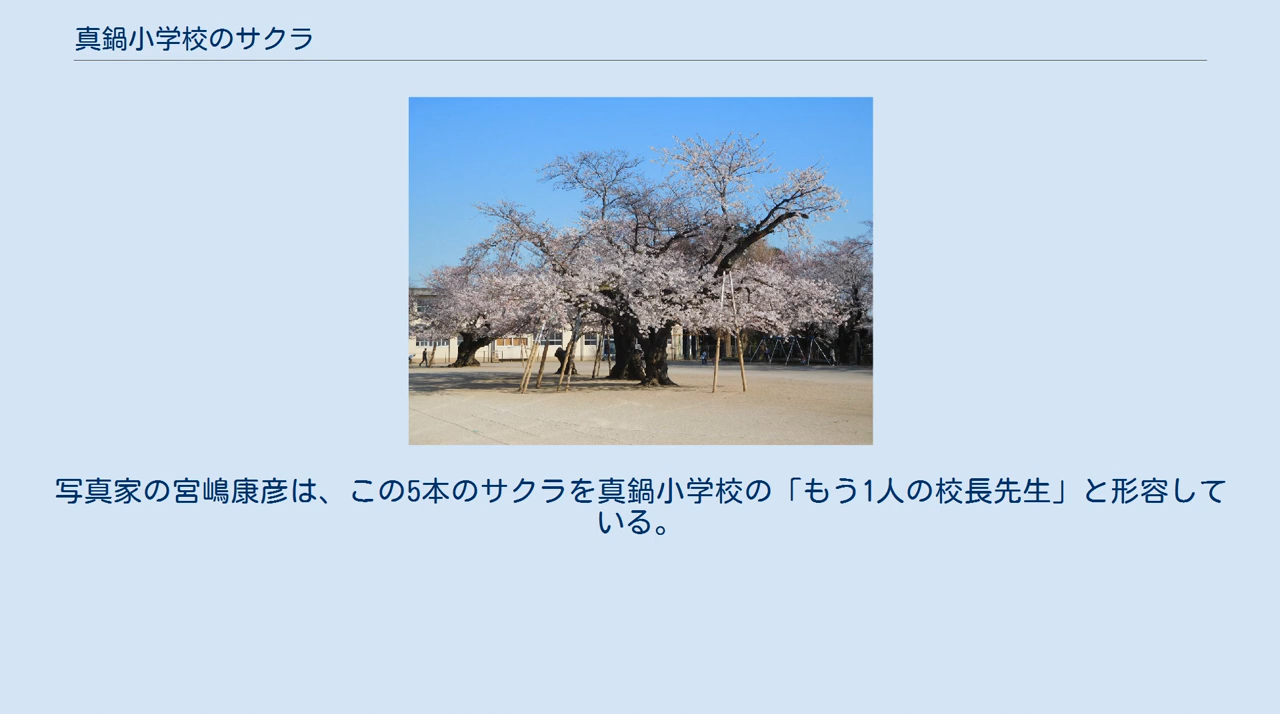 真鍋小学校のサクラ
写真家の宮嶋康彦は、この5本のサクラを真鍋小学校の「もう1人の校長先生」と形容して
いる。